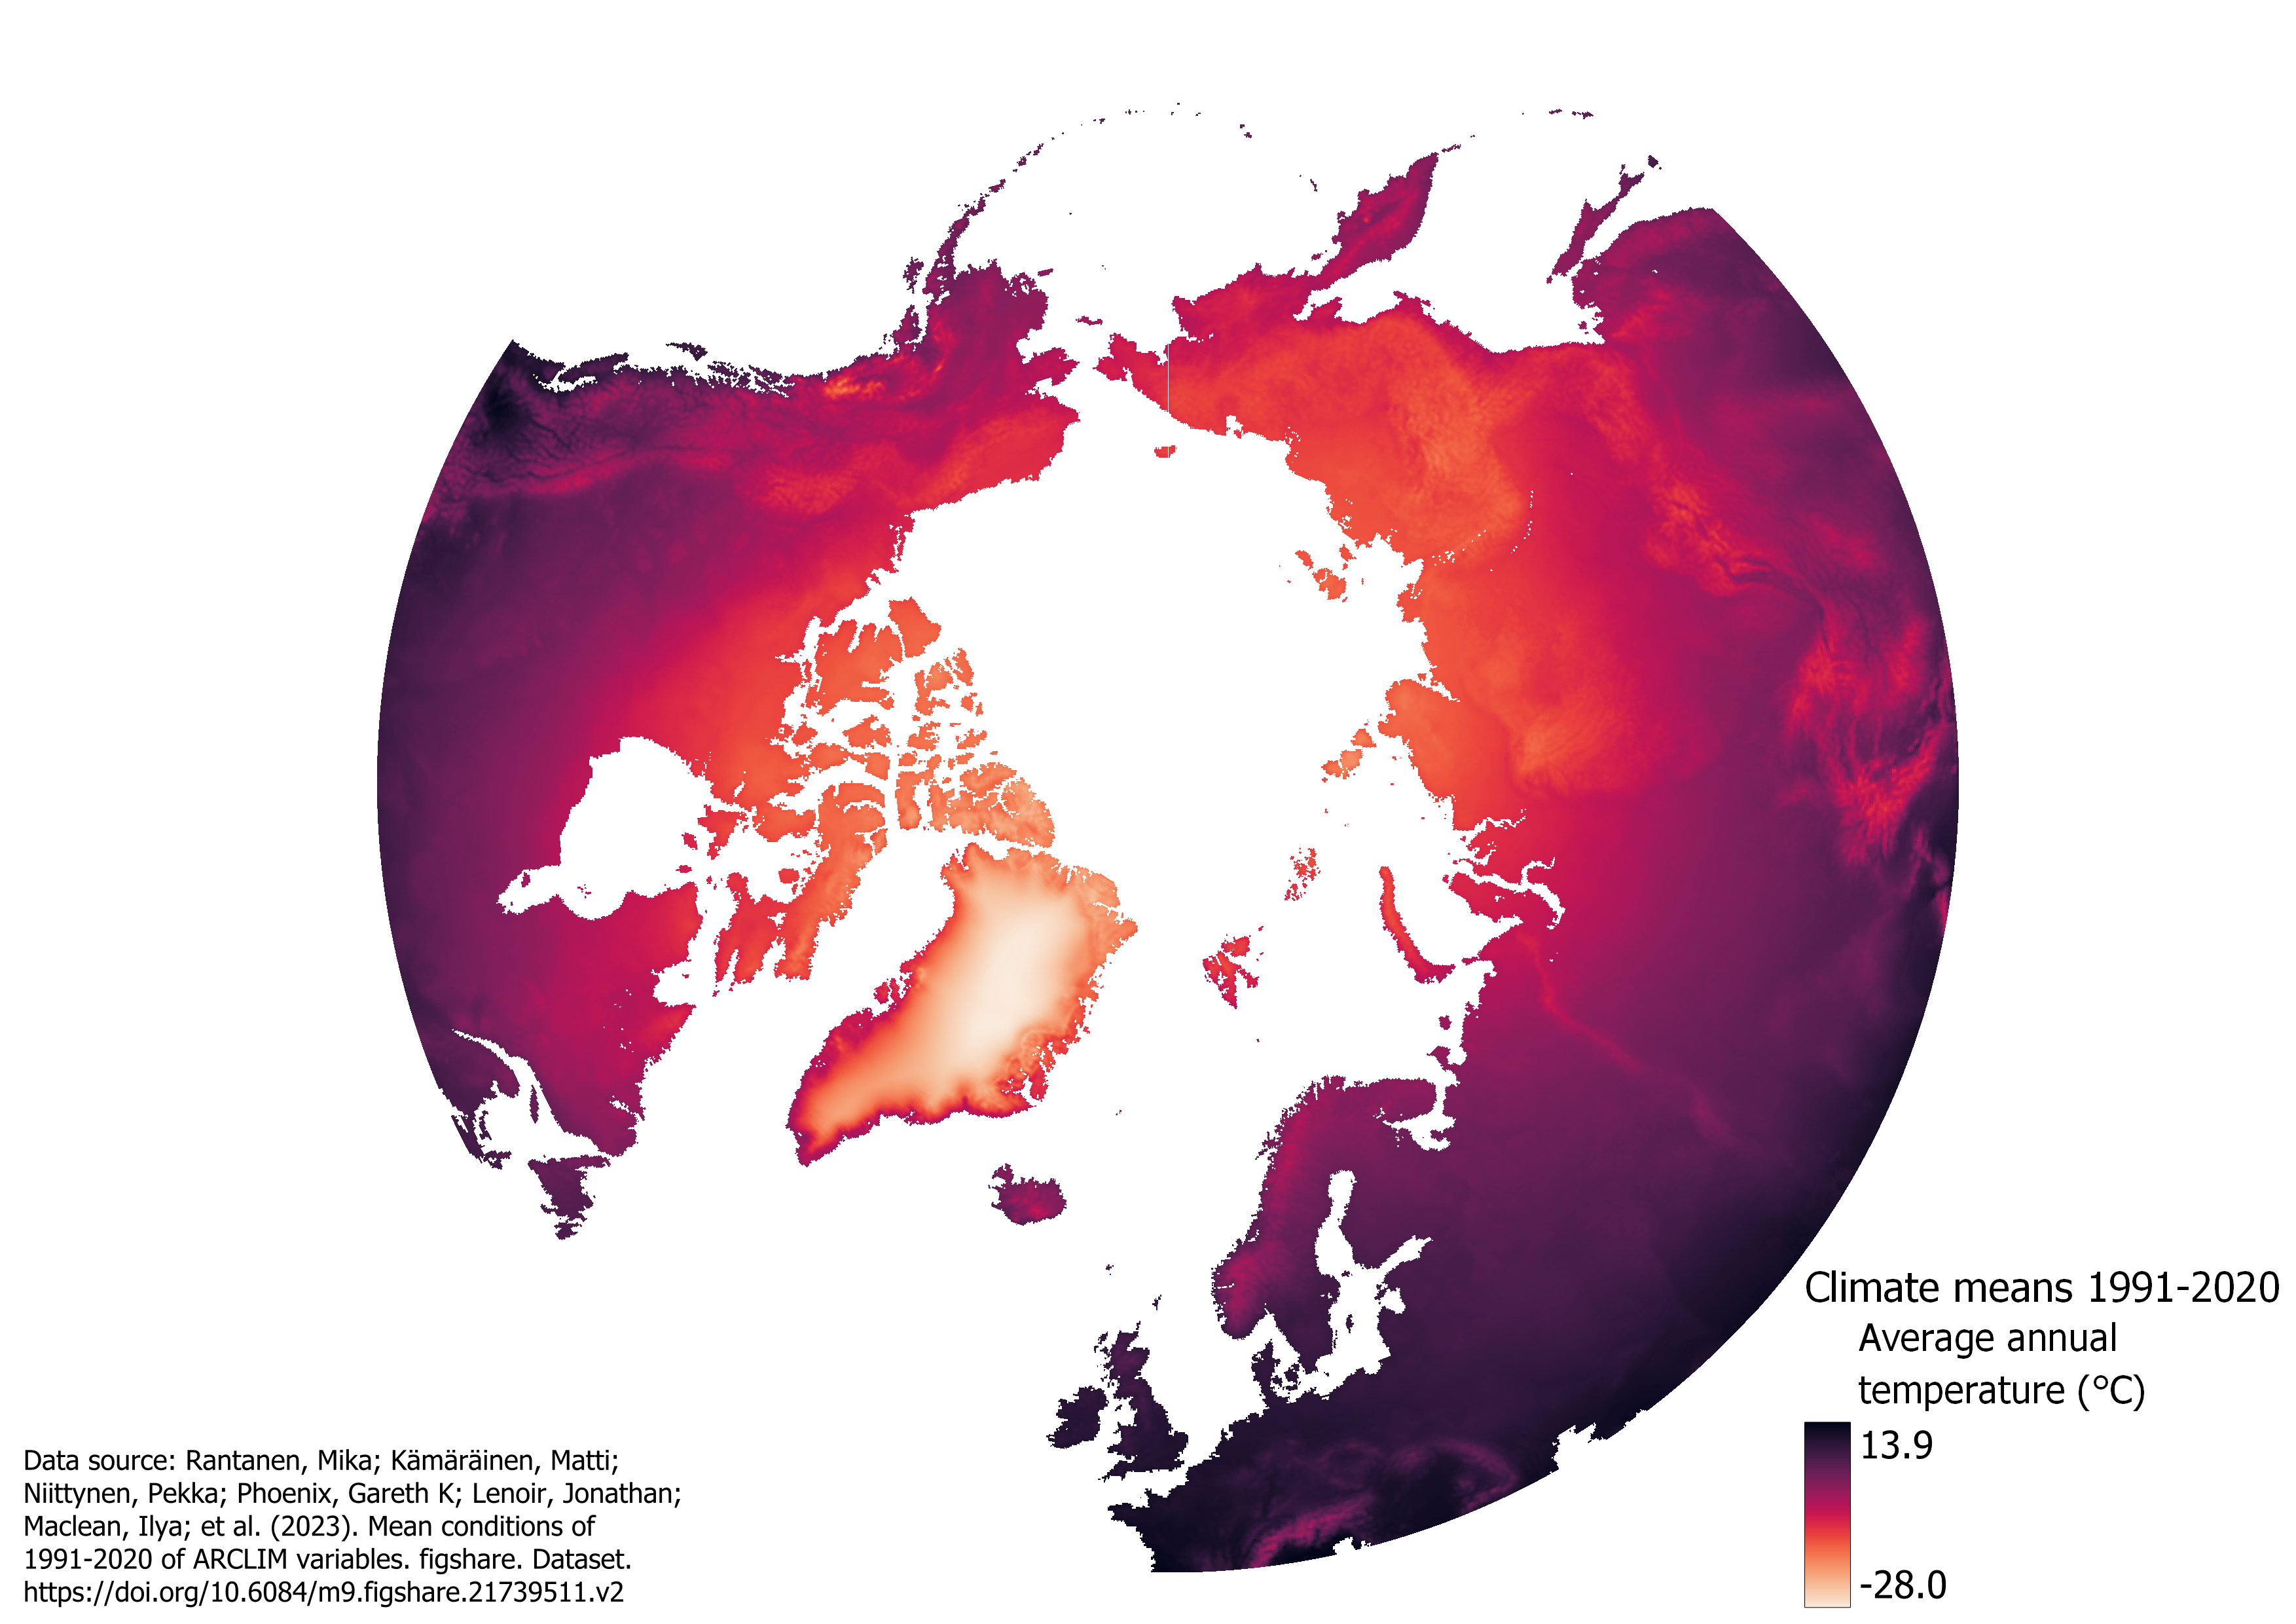 Climate means 1991-2020
Average annual
temperature (°C)
13.9
-28.0
Data source: Rantanen, Mika; Kämäräinen, Matti;
Niittynen, Pekka; Phoenix, Gareth K; Lenoir, Jonathan;
Maclean, Ilya; et al. (2023). Mean conditions of
1991-2020 of ARCLIM variables. figshare. Dataset.
https://doi.org/10.6084/m9.figshare.21739511.v2